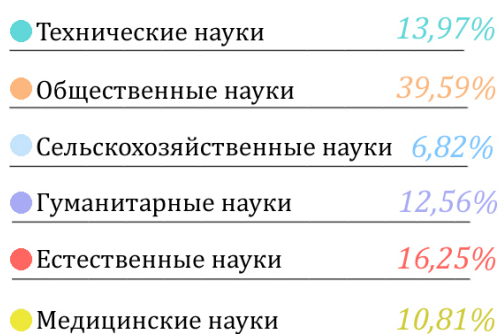 Технические науки 13,97%
Общественные науки 39,59%
Сельскохозяйственные науки 6,82%
Гуманитарные науки 12,56%
Естественные науки 16,25%
Медицинские науки 10,81%